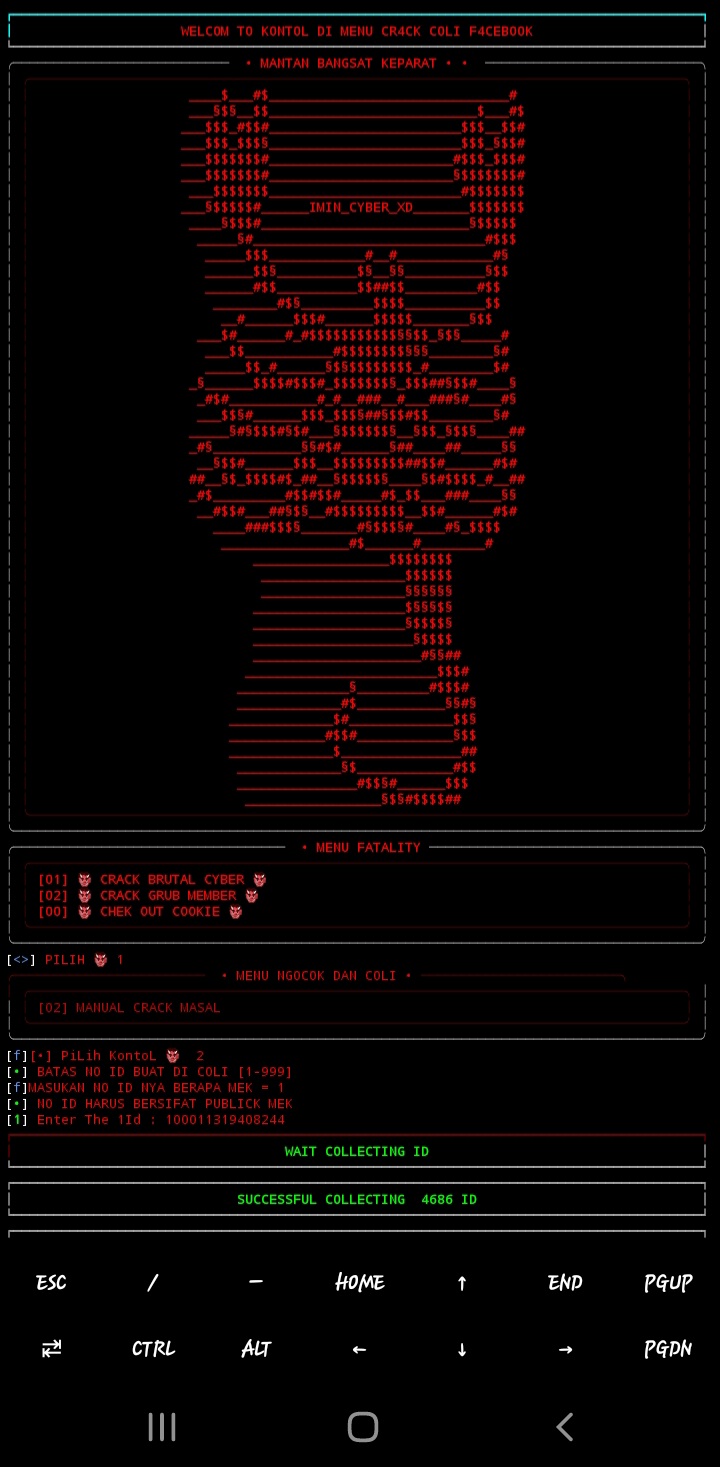 WELCOM TO KONTOL DI MENU CR4CK COLI F4CEBOOK
• MANTAN BANGSAT KEPARAT • •
IMIN_CYBER_XD
• MENU FATALITY
[01] 👹 CRACK BRUTAL CYBER 👹
[02] 👹 CRACK GRUB MEMBER 👹
[00] 👹 CHEK OUT COOKIE 👹
[<>] PILIH 👹 1
• MENU NGOCOK DAN COLI •
[02] MANUAL CRACK MASAL
[f][•] PiLih KontoL 👹 2
[•] BATAS NO ID BUAT DI COLI [1-999]
[f]MASUKAN NO ID NYA BERAPA MEK = 1
[•] NO ID HARUS BERSIFAT PUBLICK MEK
[1] Enter The 1Id : 100011319408244
WAIT COLLECTING ID
SUCCESSFUL COLLECTING 4686 ID
ESC / — HOME ↑ END PGUP
⇄ CTRL ALT ← ↓ → PGDN